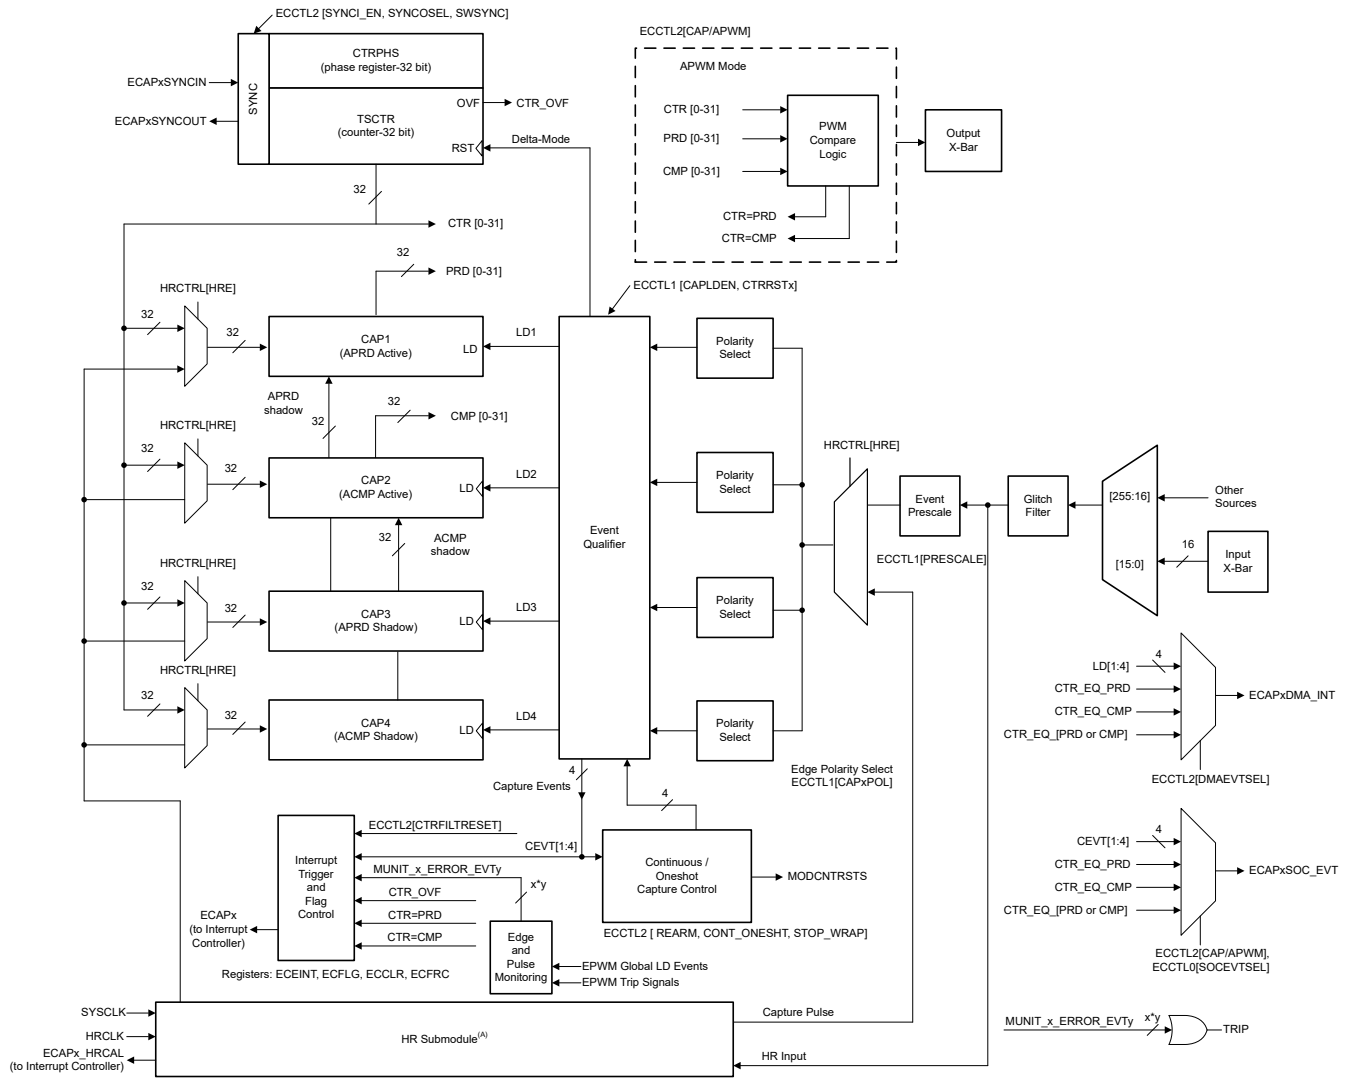 ECCTL2 [SYNCI_EN, SYNCOSEL, SWSYNC]
SYNC
CTRPHS
(phase register-32 bit)
ECAPxSYNCIN
ECAPxSYNCOUT
TSCTR
(counter-32 bit)
OVF
CTR_OVF
RST
Delta-Mode
32
CTR [0-31]
32
PRD [0-31]
ECCTL2[CAP/APWM]
APWM Mode
CTR [0-31]
PRD [0-31]
CMP [0-31]
PWM
Compare
Logic
CTR=PRD
CTR=CMP
Output
X-Bar
ECCTL1 [CAPLDEN, CTRRSTx]
HRCTRL[HRE]
32
32
CAP1
(APRD Active)
LD
LD1
Polarity
Select
APRD
shadow
32
32
CMP [0-31]
HRCTRL[HRE]
32
32
CAP2
(ACMP Active)
LD
LD2
Polarity
Select
32
ACMP
shadow
Event
Qualifier
HRCTRL[HRE]
32
32
CAP3
(APRD Shadow)
LD
LD3
Polarity
Select
HRCTRL[HRE]
32
32
CAP4
(ACMP Shadow)
LD
LD4
Polarity
Select
HRCTRL[HRE]
Event
Prescale
ECCTL1[PRESCALE]
Glitch
Filter
[255:16]
[15:0]
Other
Sources
16
Input
X-Bar
Edge Polarity Select
ECCTL1[CAPxPOL]
4
Capture Events
4
LD[1:4]
4
CTR_EQ_PRD
CTR_EQ_CMP
CTR_EQ_[PRD or CMP]
ECAPxDMA_INT
ECCTL2[DMAEVTSEL]
Interrupt
Trigger
and
Flag
Control
ECCTL2[CTRFILTRESET]
CEVT[1:4]
MUNIT_x_ERROR_EVTy
CTR_OVF
CTR=PRD
CTR=CMP
x*y
ECAPx
(to Interrupt
Controller)
Registers: ECEINT, ECFLG, ECCLR, ECFRC
Continuous /
Oneshot
Capture Control
MODCNTRSTS
ECCTL2 [ REARM, CONT_ONESHT, STOP_WRAP]
Edge
and
Pulse
Monitoring
EPWM Global LD Events
EPWM Trip Signals
CEVT[1:4]
4
CTR_EQ_PRD
CTR_EQ_CMP
CTR_EQ_[PRD or CMP]
ECAPxSOC_EVT
ECCTL2[CAP/APWM],
ECCTL0[SOCEVTSEL]
SYSCLK
HRCLK
ECAPx_HRCAL
(to Interrupt Controller)
HR Submodule(A)
Capture Pulse
HR Input
MUNIT_x_ERROR_EVTy
x*y
TRIP